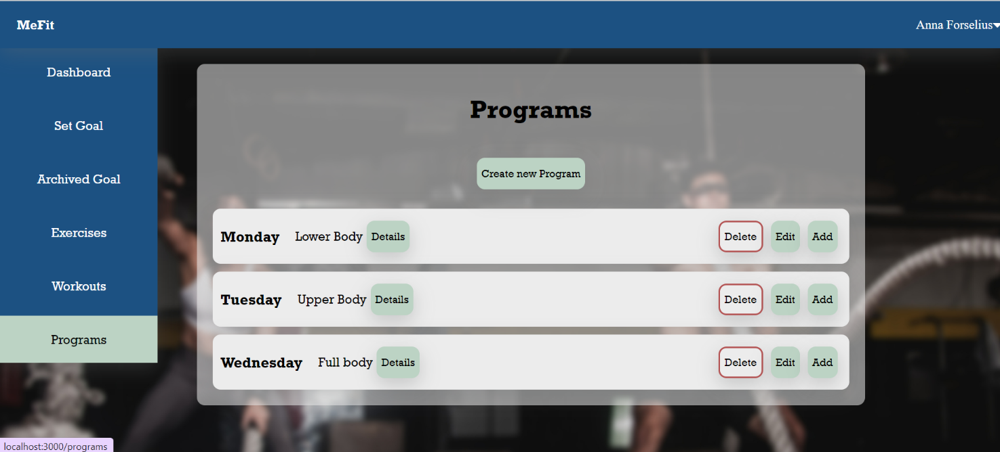 MeFit
Anna Forselius
Dashboard
Set Goal
Archived Goal
Exercises
Workouts
Programs
Programs
Create new Program
Monday Lower Body Details Delete Edit Add
Tuesday Upper Body Details Delete Edit Add
Wednesday Full body Details Delete Edit Add
localhost:3000/programs